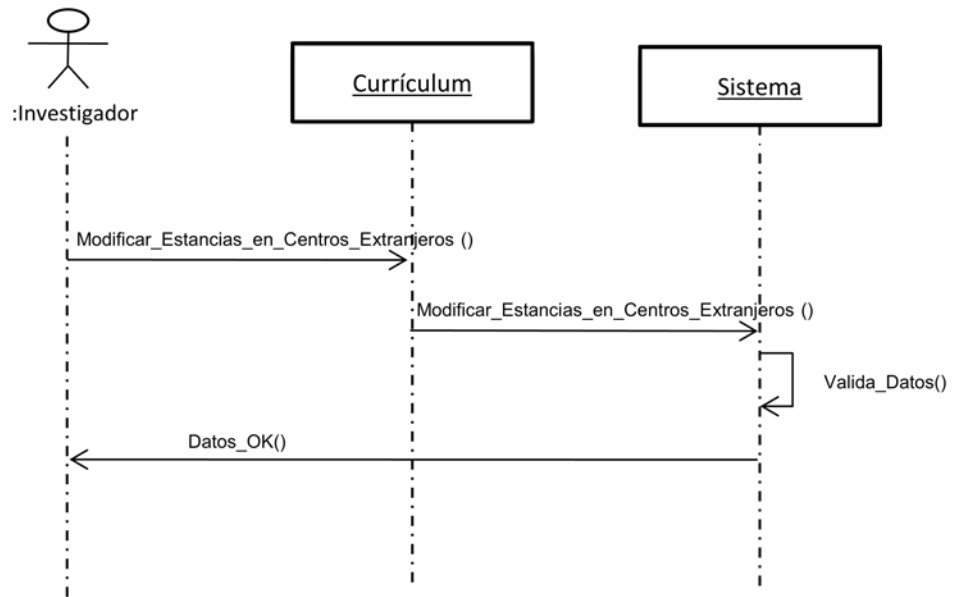 Currículum
Sistema
:Investigador
Modificar_Estancias_en_Centros_Extranjeros ()
Modificar_Estancias_en_Centros_Extranjeros ()
Valida_Datos()
Datos_OK()